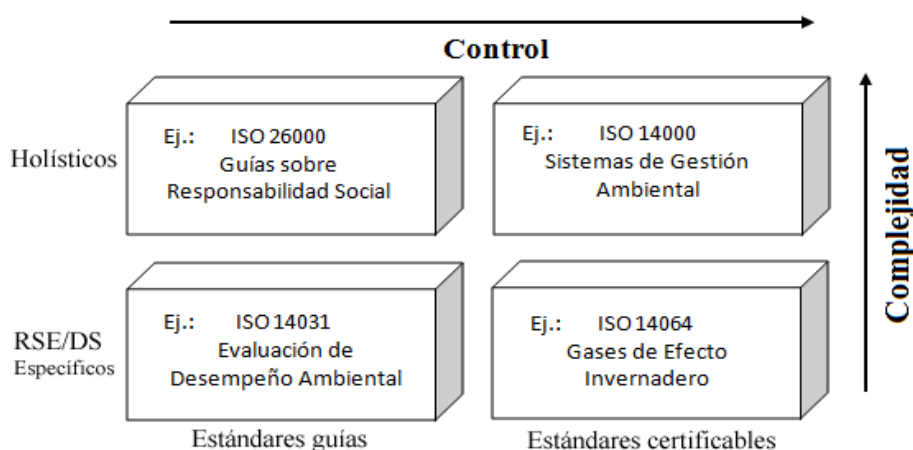 Control
Holísticos
Ej.: ISO 26000
Guías sobre
Responsabilidad Social
Ej.: ISO 14000
Sistemas de Gestión
Ambiental
Complejidad
RSE/DS
Específicos
Ej.: ISO 14031
Evaluación de
Desempeño Ambiental
Ej.: ISO 14064
Gases de Efecto
Invernadero
Estándares guías
Estándares certificables